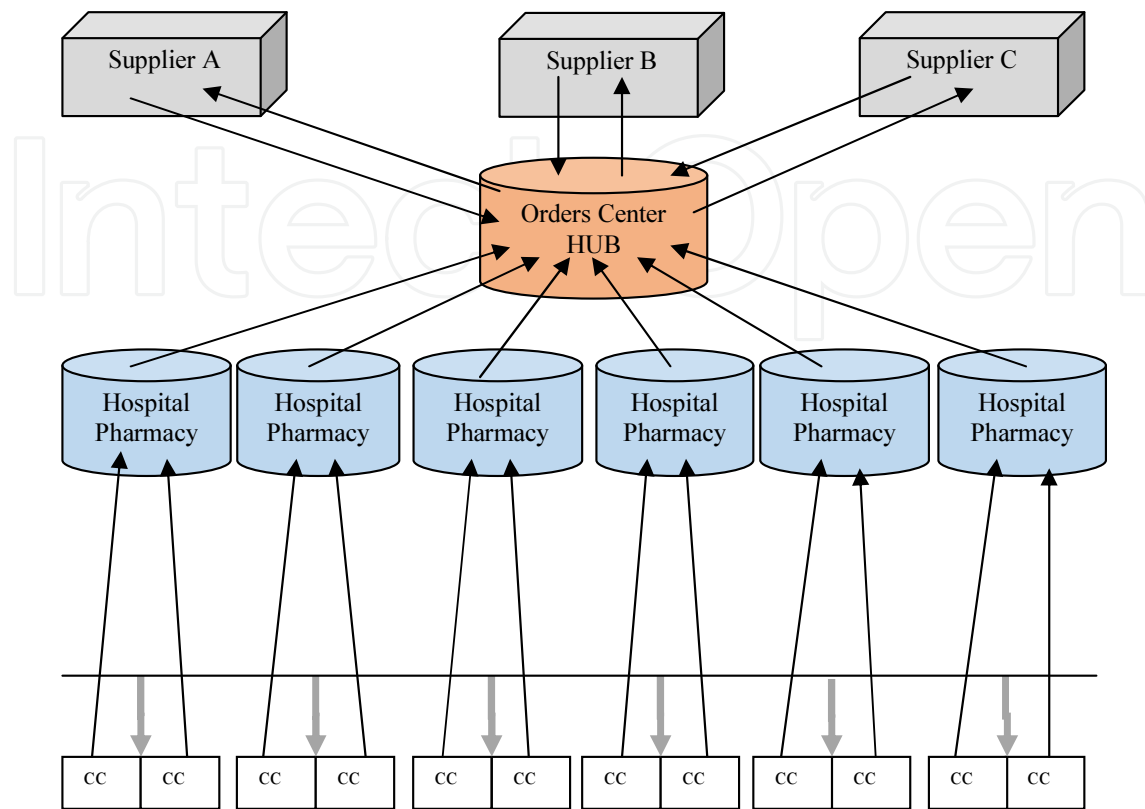 Supplier A
Supplier B
Supplier C
IntechOpen
Orders Center
HUB
Hospital
Pharmacy
Hospital
Pharmacy
Hospital
Pharmacy
Hospital
Pharmacy
Hospital
Pharmacy
Hospital
Pharmacy
cc cc cc cc cc cc cc cc cc cc cc cc